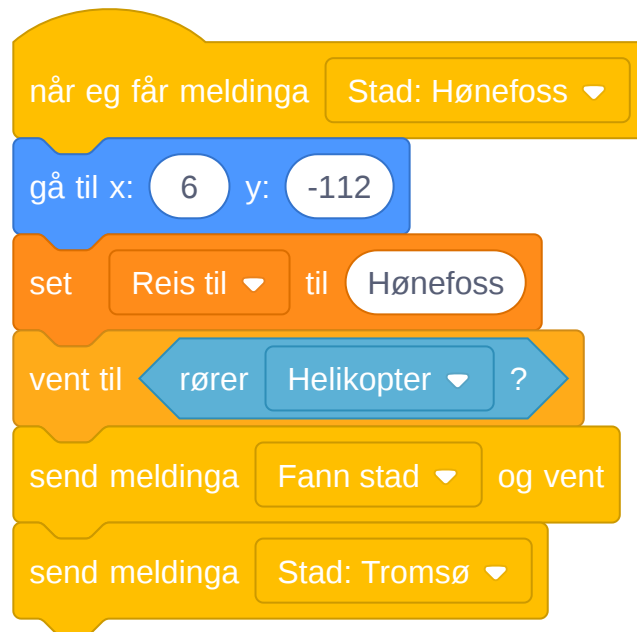 når eg får meldinga Stad: Hønefoss
gå til x: 6 y: -112
set Reis til til Hønefoss
vent til rører Helikopter ?
send meldinga Fann stad og vent
send meldinga Stad: Tromsø